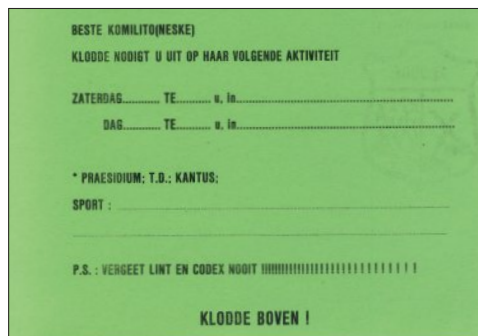 BESTE KOMILITO(NESKE)
KLODDE NODIGT U UIT OP HAAR VOLGENDE AKTIVITEIT
ZATERDAG............ TE............ u. in............................................................
DAG............ TE............ u. in............................................................
* PRAESIDIUM; T.D.; KANTUS;
SPORT : ............................................................................................
............................................................................................................
P.S. : VERGEET LINT EN CODEX NOOIT !!!!!!!!!!!!!!!!!!!!!!!!!!!!!!!!
KLODDE BOVEN !